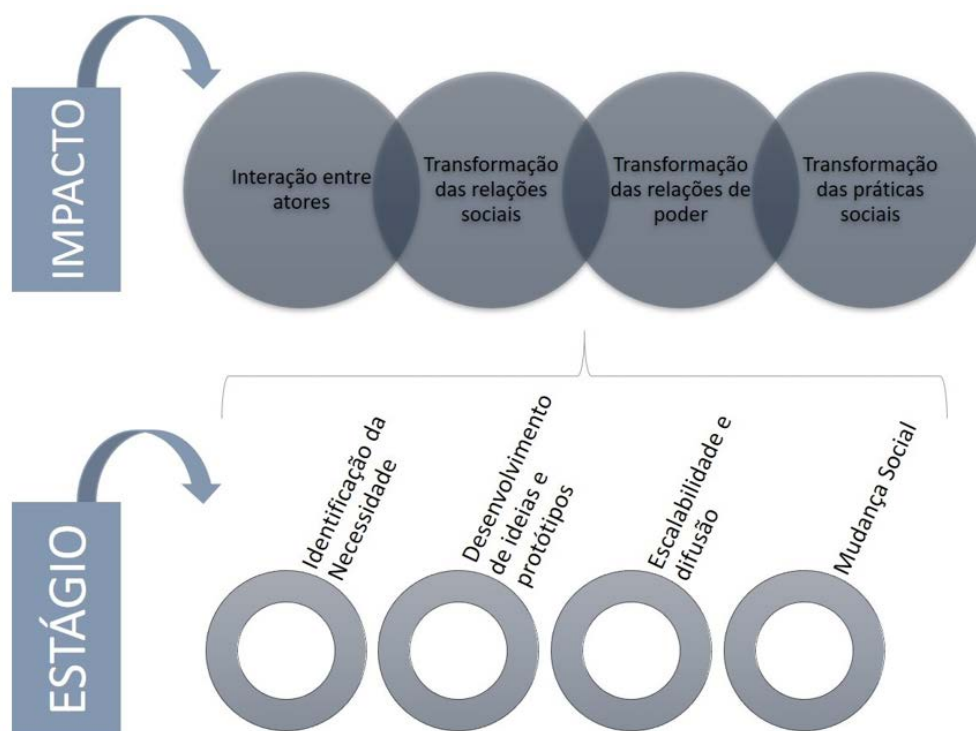 IMPACTO
Interação entre
atores
Transformação
das relações
sociais
Transformação
das relações de
poder
Transformação
das práticas
sociais
ESTÁGIO
Identificação da
Necessidade
Desenvolvimento
de ideias e
protótipos
Escalabilidade e
difusão
Mudança Social